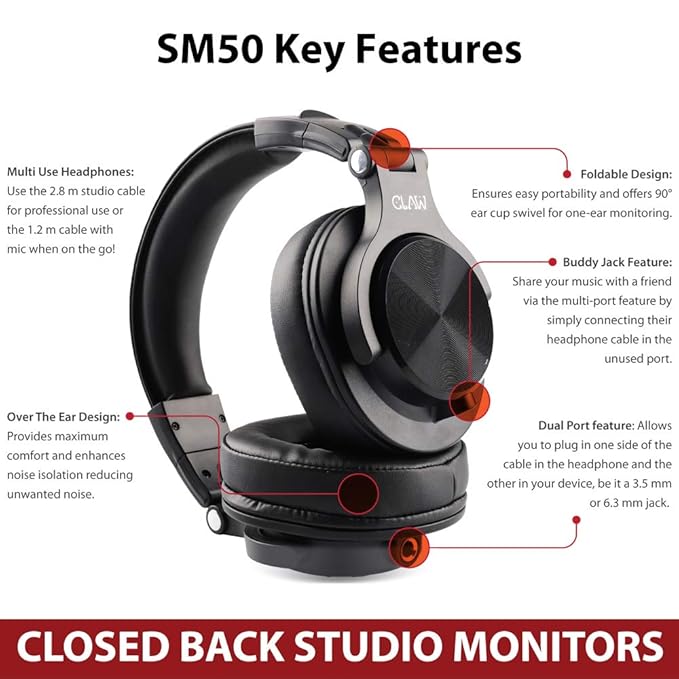 SM50 Key Features
Multi Use Headphones:
Use the 2.8 m studio cable
for professional use or
the 1.2 m cable with
mic when on the go!
Foldable Design:
Ensures easy portability and offers 90°
ear cup swivel for one-ear monitoring.
CLAW
Buddy Jack Feature:
Share your music with a friend
via the multi-port feature by
simply connecting their
headphone cable in the
unused port.
Over The Ear Design:
Provides maximum
comfort and enhances
noise isolation reducing
unwanted noise.
Dual Port feature: Allows
you to plug in one side of the
cable in the headphone and the
other in your device, be it a 3.5 mm
or 6.3 mm jack.
CLOSED BACK STUDIO MONITORS